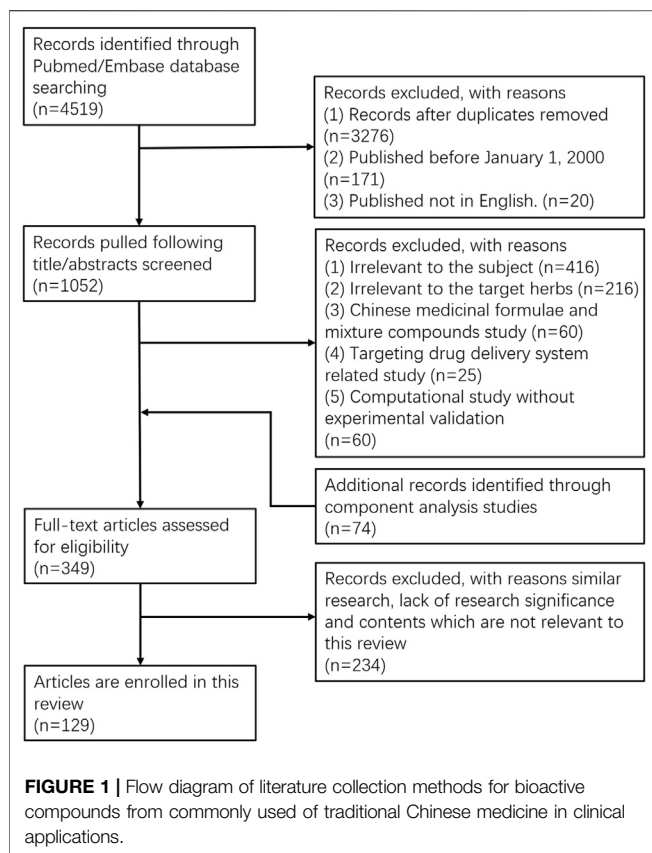 Records identified through
Pubmed/Embase database
searching
(n=4519)
Records excluded, with reasons
(1) Records after duplicates removed
(n=3276)
(2) Published before January 1, 2000
(n=171)
(3) Published not in English. (n=20)
Records pulled following
title/abstracts screened
(n=1052)
Records excluded, with reasons
(1) Irrelevant to the subject (n=416)
(2) Irrelevant to the target herbs (n=216)
(3) Chinese medicinal formulae and
mixture compounds study (n=60)
(4) Targeting drug delivery system
related study (n=25)
(5) Computational study without
experimental validation
(n=60)
Additional records identified through
component analysis studies
(n=74)
Full-text articles assessed
for eligibility
(n=349)
Records excluded, with reasons similar
research, lack of research significance
and contents which are not relevant to
this review
(n=234)
Articles are enrolled in this
review
(n=129)
FIGURE 1 | Flow diagram of literature collection methods for bioactive
compounds from commonly used of traditional Chinese medicine in clinical
applications.